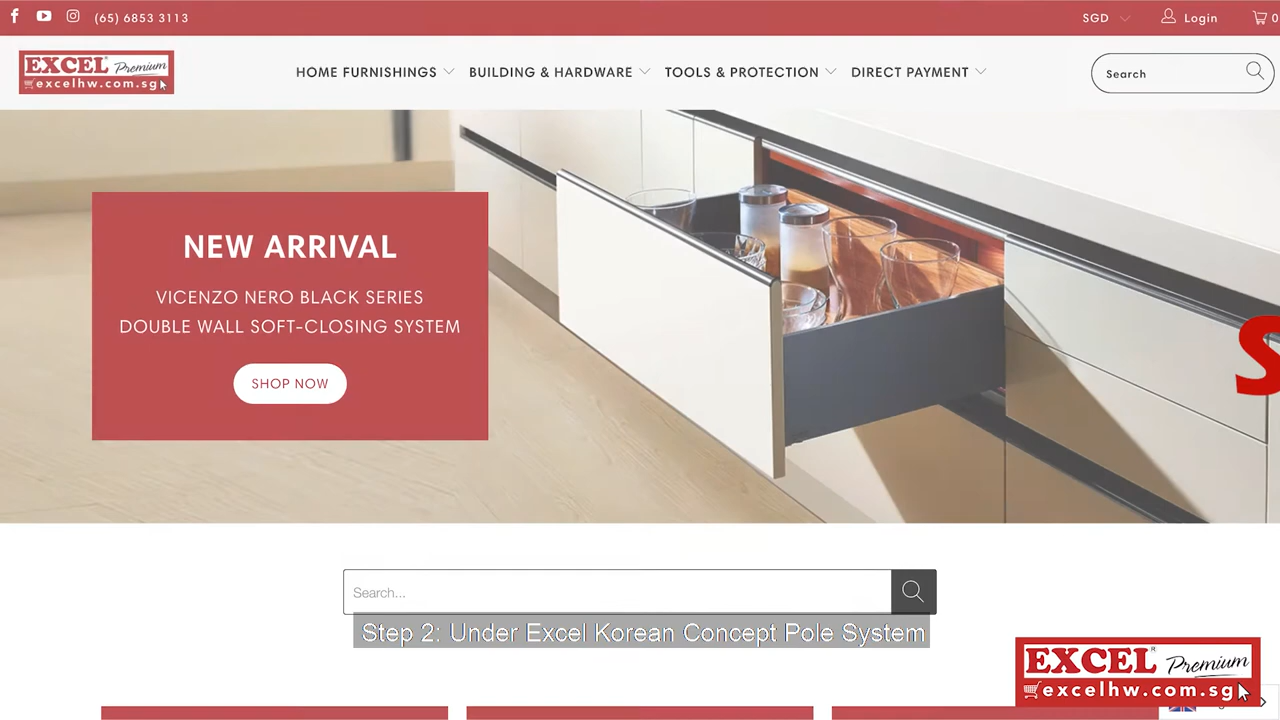 (65) 6853 3113
SGD
Login
0
EXCEL® Premium
excelhw.com.sg
HOME FURNISHINGS
BUILDING & HARDWARE
TOOLS & PROTECTION
DIRECT PAYMENT
Search
NEW ARRIVAL
VICENZO NERO BLACK SERIES
DOUBLE WALL SOFT-CLOSING SYSTEM
SHOP NOW
S
Search...
Step 2: Under Excel Korean Concept Pole System
EXCEL® Premium
excelhw.com.sg